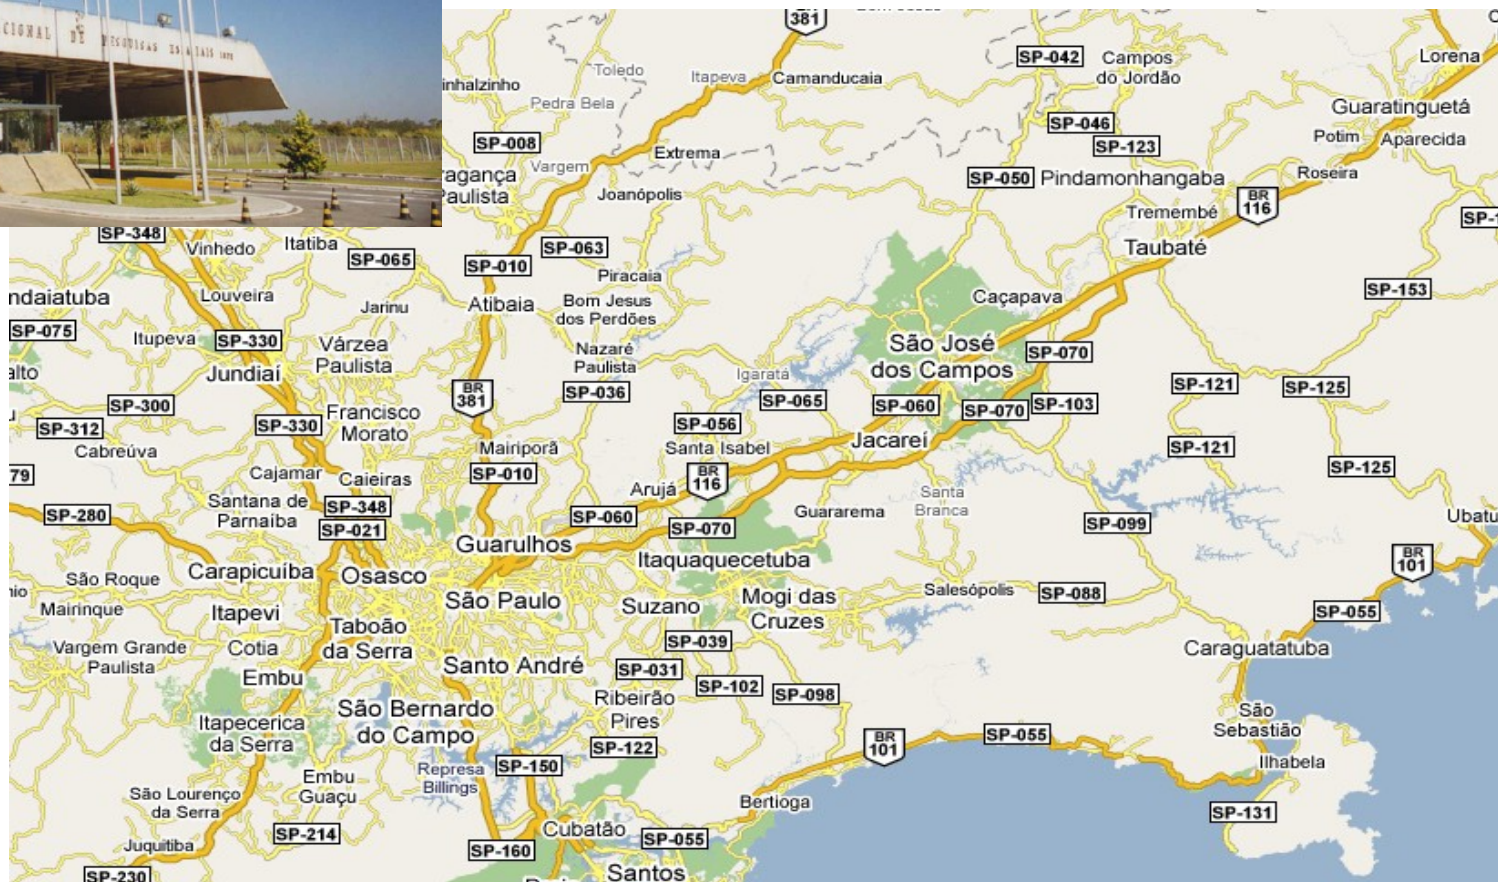 CIONAL DE PESQUISAS ESPACIAIS INPE
BR
381
SP-042
Campos
do Jordão
Lorena
Toledo
Itapeva
Camanducaia
inhalzinho
Pedra Bela
Guaratinguetá
SP-046
Potim
Aparecida
SP-008
SP-123
Extrema
Vargem
ragança
Paulista
Joanópolis
SP-050
Pindamonhangaba
Roseira
BR
116
Tremembé
SP-1
SP-348
Vinhedo
Itatiba
SP-065
SP-063
SP-010
Taubaté
Piracaia
ndaiatuba
Louveira
Jarinu
Atibaia
Bom Jesus
dos Perdões
Caçapava
SP-153
SP-075
Itupeva
SP-330
Várzea
Paulista
Nazaré
Paulista
São José
dos Campos
SP-070
alto
Jundiaí
Igaratá
SP-121
SP-125
BR
381
SP-036
SP-065
SP-060
SP-070
SP-103
SP-300
SP-312
SP-330
Francisco
Morato
SP-056
Cabreúva
Mairiporã
Santa Isabel
Jacareí
SP-121
79
Cajamar
Caieiras
SP-010
BR
116
SP-125
Arujá
Santana de
Parnaíba
SP-348
SP-280
SP-021
SP-060
SP-070
Guararema
Santa
Branca
SP-099
Ubatu
Guarulhos
Itaquaquecetuba
BR
101
nio
São Roque
Carapicuíba
Osasco
Mairinque
Itapevi
São Paulo
Suzano
Mogi das
Cruzes
Salesópolis
SP-088
SP-055
Vargem Grande
Paulista
Cotia
Taboão
da Serra
SP-039
Caraguatatuba
Embu
Santo André
SP-031
SP-102
SP-098
Itapecerica
da Serra
São Bernardo
do Campo
Ribeirão
Pires
São
Sebastião
SP-122
BR
101
SP-055
Represa
Billings
SP-150
Ilhabela
Embu
Guaçu
São Lourenço
da Serra
Bertioga
SP-131
SP-214
Cubatão
SP-055
Juquitiba
SP-160
SP-230
Santos